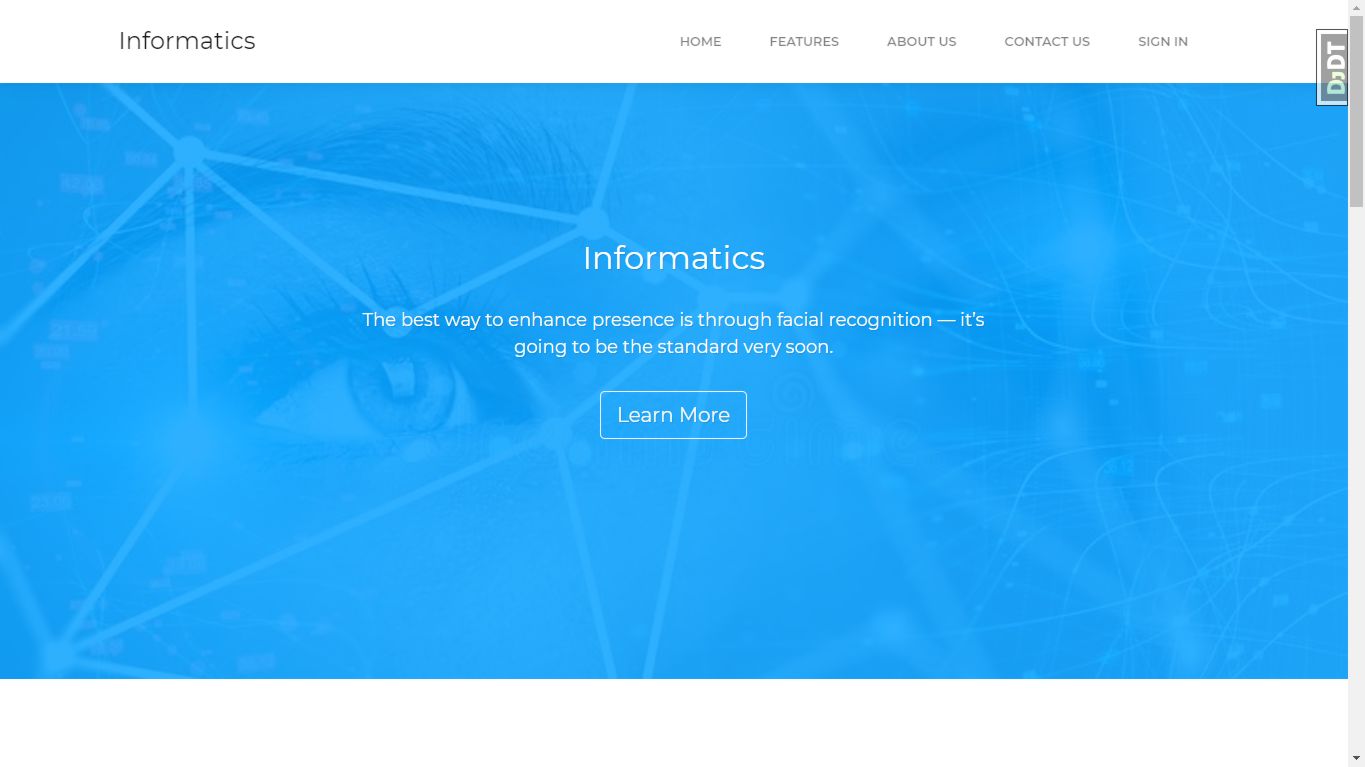 Informatics
HOME FEATURES ABOUT US CONTACT US SIGN IN
DJDT
Informatics
The best way to enhance presence is through facial recognition — it's
going to be the standard very soon.
Learn More